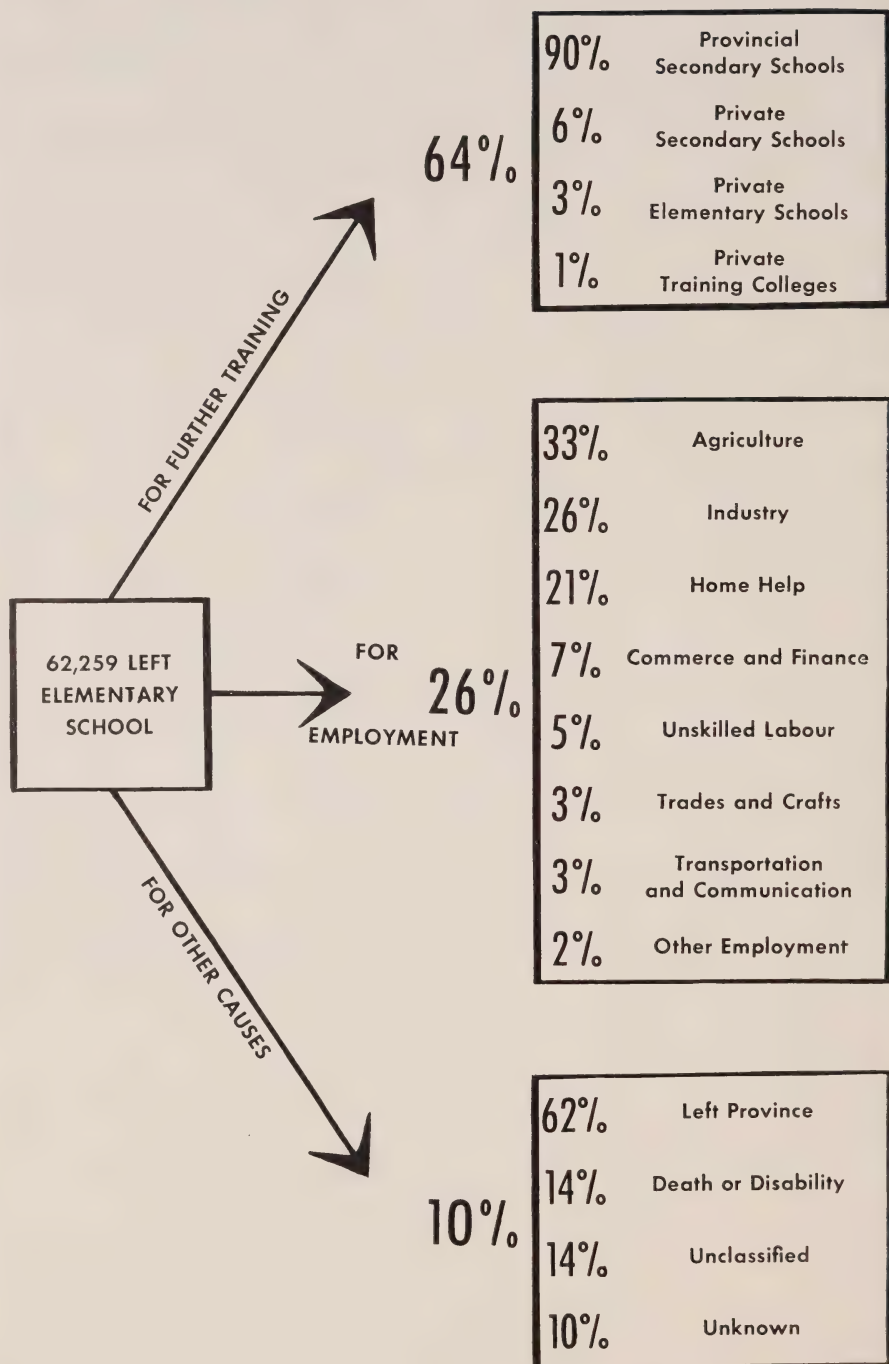 64%
90% Provincial
Secondary Schools
6% Private
Secondary Schools
3% Private
Elementary Schools
1% Private
Training Colleges
FOR FURTHER TRAINING
62,259 LEFT
ELEMENTARY
SCHOOL
FOR
EMPLOYMENT
26%
33% Agriculture
26% Industry
21% Home Help
7% Commerce and Finance
5% Unskilled Labour
3% Trades and Crafts
3% Transportation
and Communication
2% Other Employment
FOR OTHER CAUSES
10%
62% Left Province
14% Death or Disability
14% Unclassified
10% Unknown